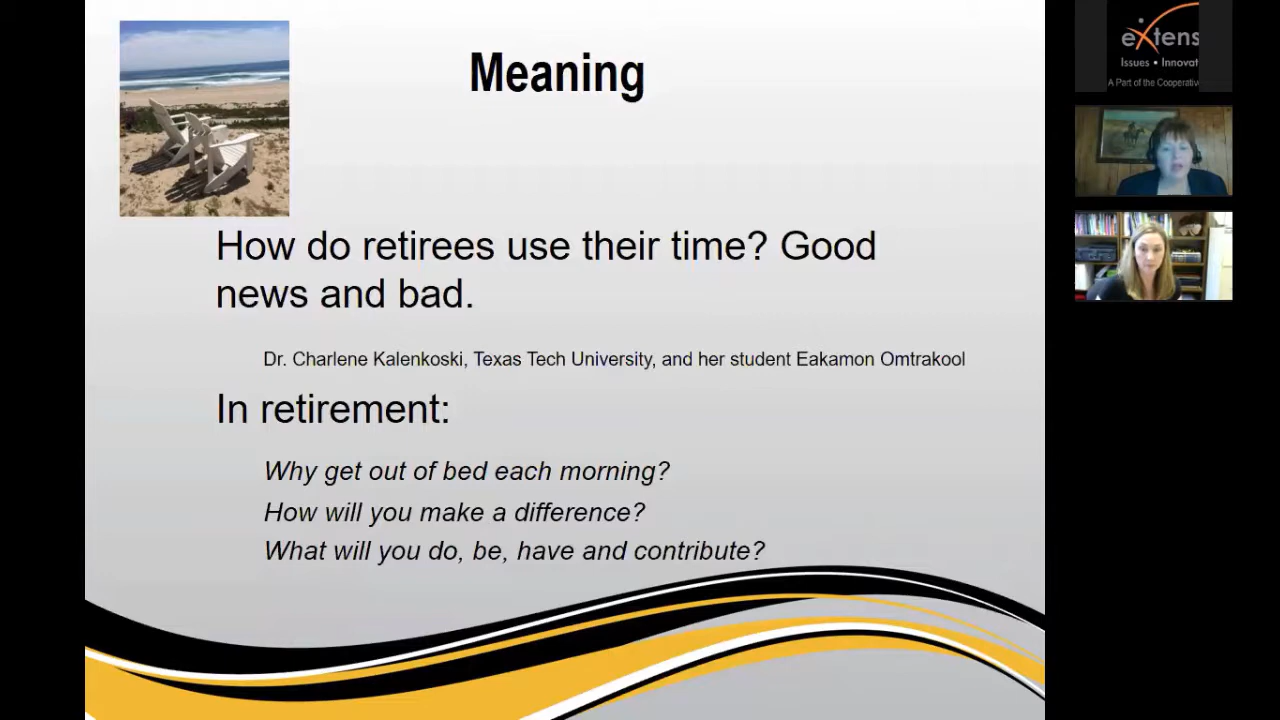 Meaning
How do retirees use their time? Good
news and bad.
Dr. Charlene Kalenkoski, Texas Tech University, and her student Eakamon Omtrakool
In retirement:
Why get out of bed each morning?
How will you make a difference?
What will you do, be, have and contribute?
eXtens
Issues • Innovat
A Part of the Cooperative